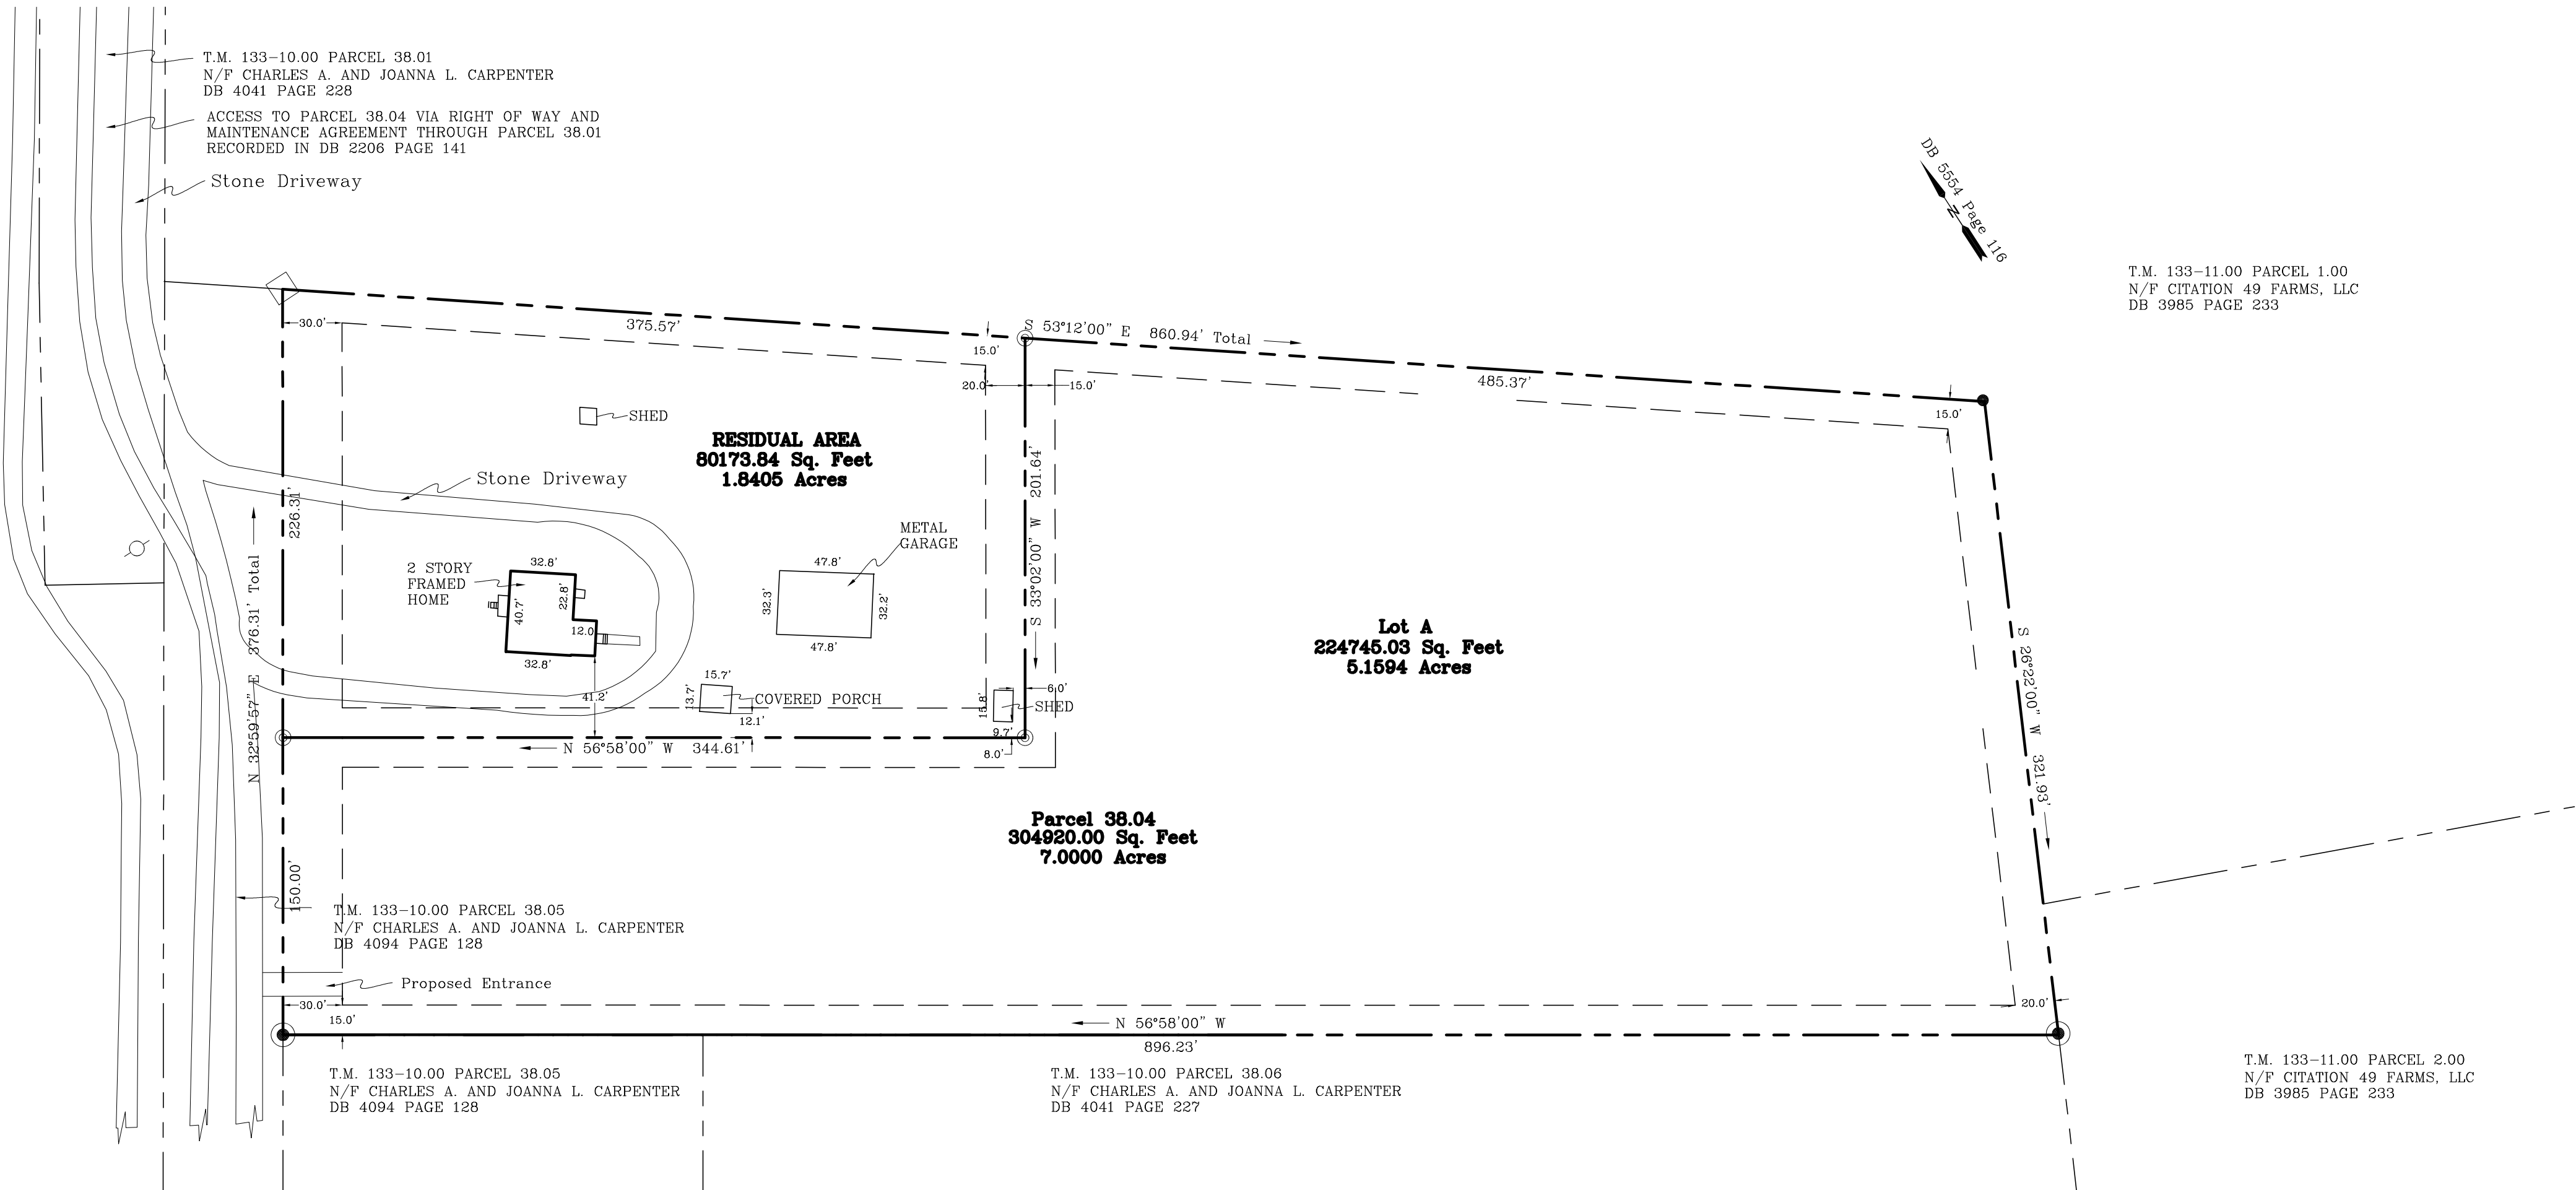 T.M. 133-10.00 PARCEL 38.01
N/F CHARLES A. AND JOANNA L. CARPENTER
DB 4041 PAGE 228
ACCESS TO PARCEL 38.04 VIA RIGHT OF WAY AND
MAINTENANCE AGREEMENT THROUGH PARCEL 38.01
RECORDED IN DB 2206 PAGE 141
Stone Driveway
DB 5554 Page 116
N
T.M. 133-11.00 PARCEL 1.00
N/F CITATION 49 FARMS, LLC
DB 3985 PAGE 233
30.0'
375.57'
15.0'
S 53°12'00" E 860.94' Total
20.0'
15.0'
485.37'
15.0'
SHED
RESIDUAL AREA
80173.84 Sq. Feet
1.8405 Acres
Stone Driveway
226.31'
N 32°59'57" E 376.31' Total
S 33°02'00" W 201.64'
METAL
GARAGE
47.8'
32.3'
32.2'
47.8'
2 STORY
FRAMED
HOME
32.8'
40.7'
22.8'
12.0'
32.8'
41.2'
15.7'
13.7'
COVERED PORCH
12.1'
6.0'
15.8'
SHED
9.7'
8.0'
N 56°58'00" W 344.61'
Lot A
224745.03 Sq. Feet
5.1594 Acres
S 26°22'00" W 321.93'
Parcel 38.04
304920.00 Sq. Feet
7.0000 Acres
150.00'
T.M. 133-10.00 PARCEL 38.05
N/F CHARLES A. AND JOANNA L. CARPENTER
DB 4094 PAGE 128
Proposed Entrance
30.0'
15.0'
20.0'
N 56°58'00" W
896.23'
T.M. 133-10.00 PARCEL 38.05
N/F CHARLES A. AND JOANNA L. CARPENTER
DB 4094 PAGE 128
T.M. 133-10.00 PARCEL 38.06
N/F CHARLES A. AND JOANNA L. CARPENTER
DB 4041 PAGE 227
T.M. 133-11.00 PARCEL 2.00
N/F CITATION 49 FARMS, LLC
DB 3985 PAGE 233